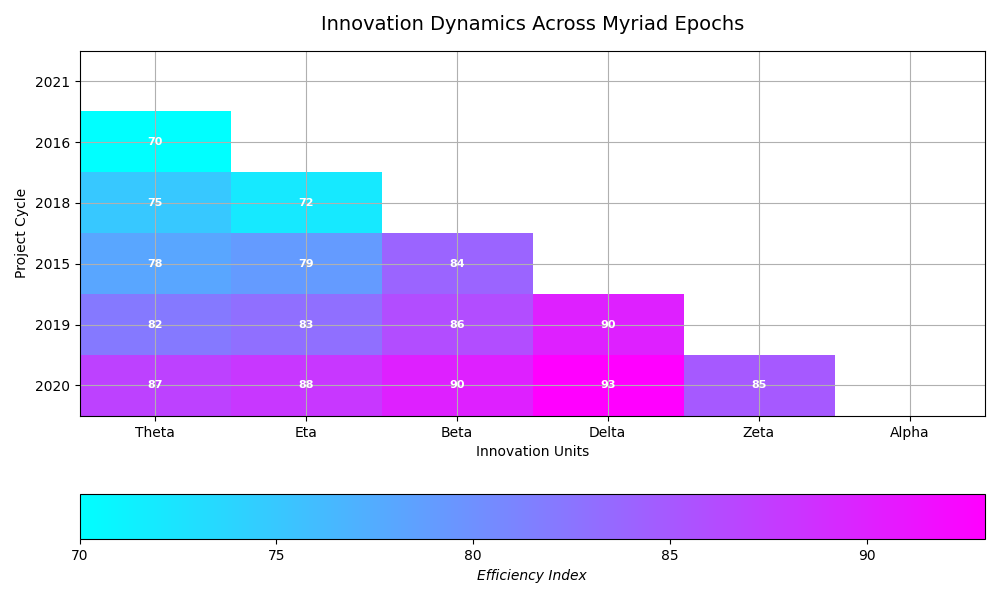 Innovation Dynamics Across Myriad Epochs
Project Cycle
2021
2016 70
2018 75 72
2015 78 79 84
2019 82 83 86 90
2020 87 88 90 93 85
Theta Eta Beta Delta Zeta Alpha
Innovation Units
70 75 80 85 90
Efficiency Index